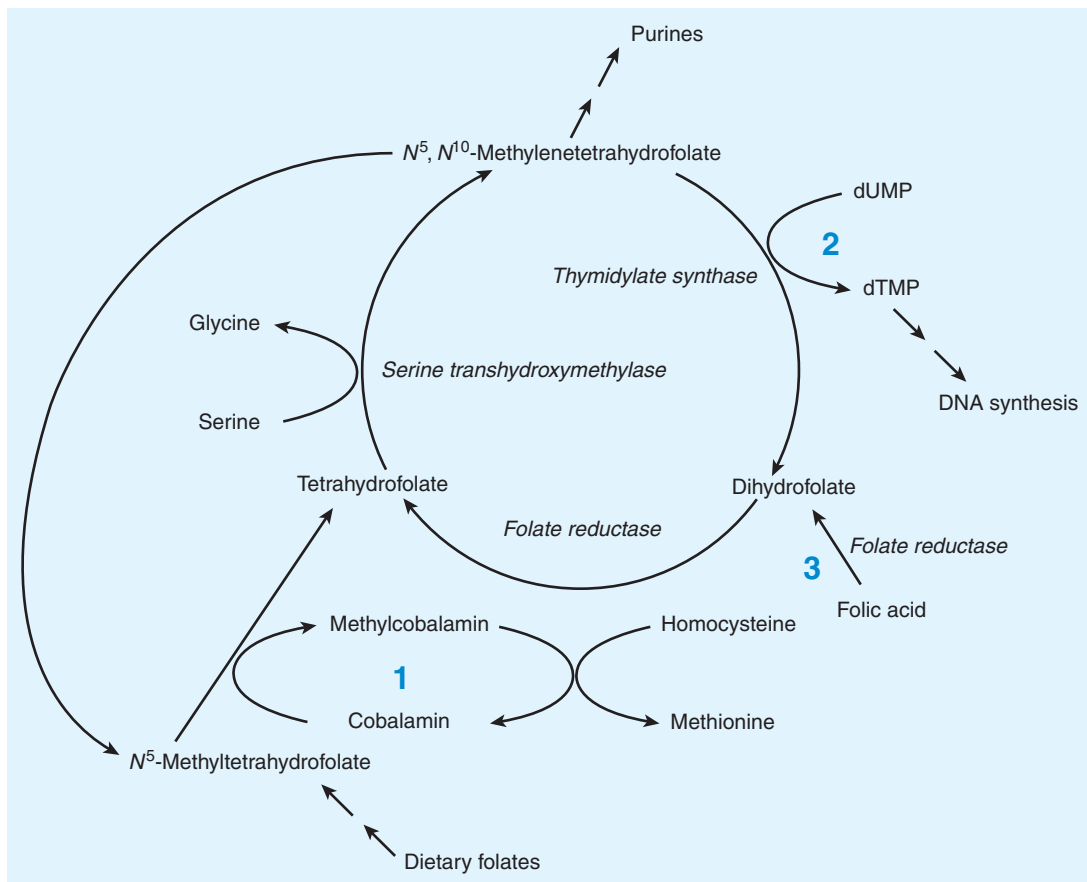 Purines
N5, N10-Methylenetetrahydrofolate
dUMP
2
Thymidylate synthase
dTMP
Glycine
Serine transhydroxymethylase
DNA synthesis
Serine
Tetrahydrofolate
Dihydrofolate
Folate reductase
Folate reductase
3
Folic acid
Methylcobalamin
Homocysteine
1
Cobalamin
Methionine
N5-Methyltetrahydrofolate
Dietary folates